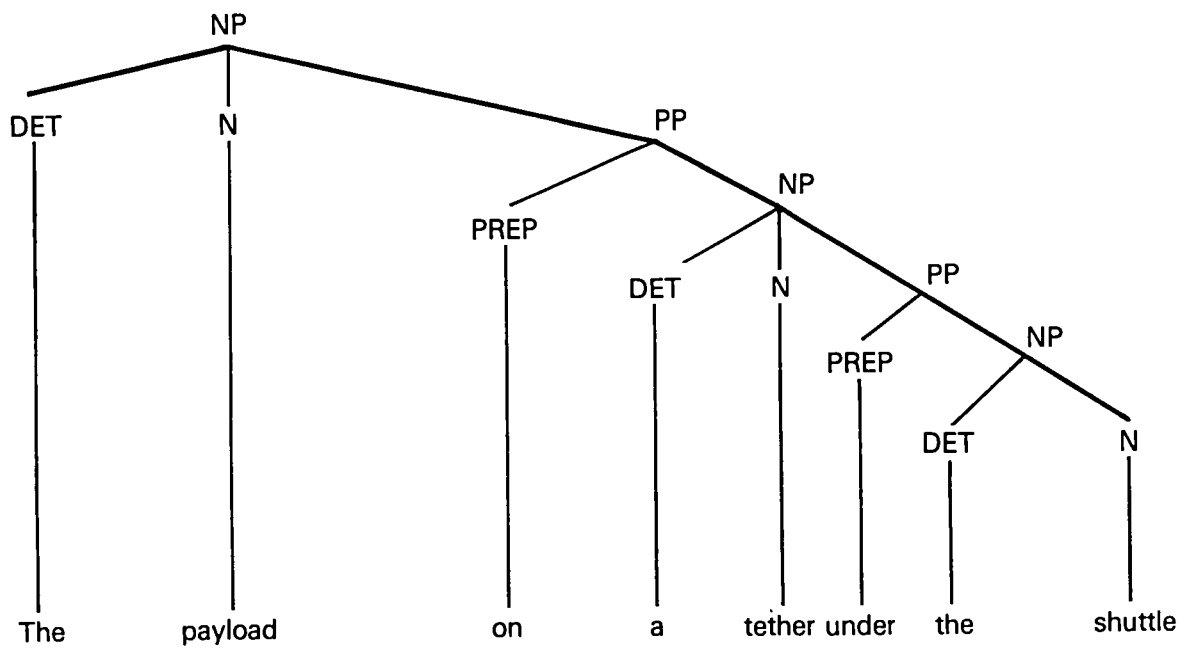 NP
DET N PP
NP
PREP
PP
DET N
NP
PREP
DET N
The payload on a tether under the shuttle